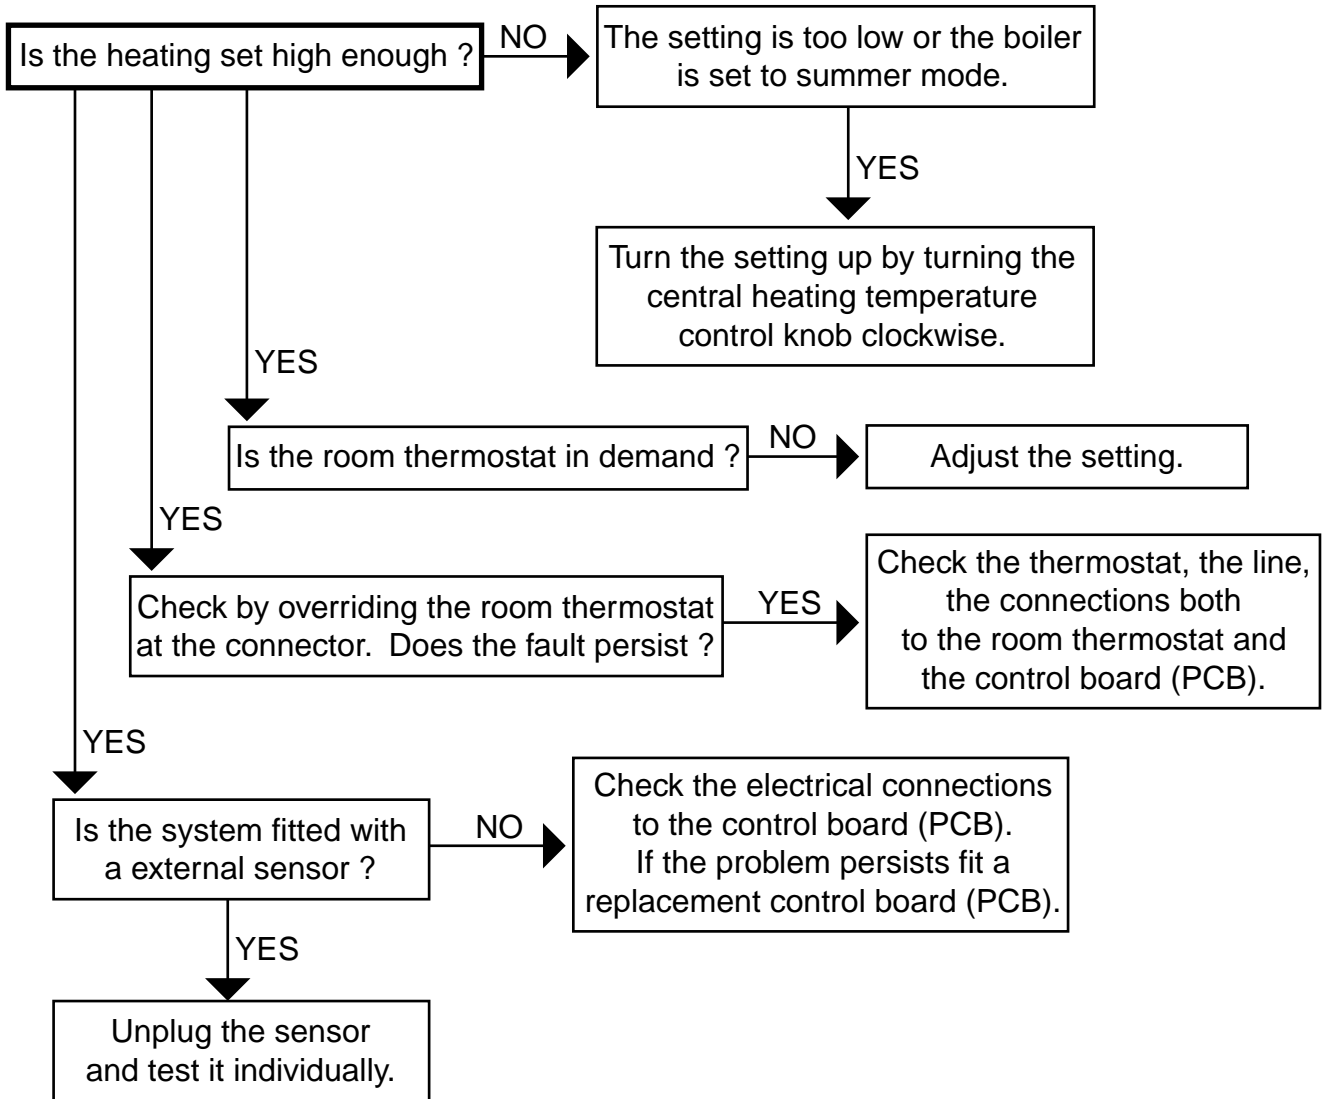 Is the heating set high enough ?
NO
The setting is too low or the boiler
is set to summer mode.
YES
Turn the setting up by turning the
central heating temperature
control knob clockwise.
YES
Is the room thermostat in demand ?
NO
Adjust the setting.
YES
Check by overriding the room thermostat
at the connector. Does the fault persist ?
YES
Check the thermostat, the line,
the connections both
to the room thermostat and
the control board (PCB).
YES
Is the system fitted with
a external sensor ?
NO
Check the electrical connections
to the control board (PCB).
If the problem persists fit a
replacement control board (PCB).
YES
Unplug the sensor
and test it individually.